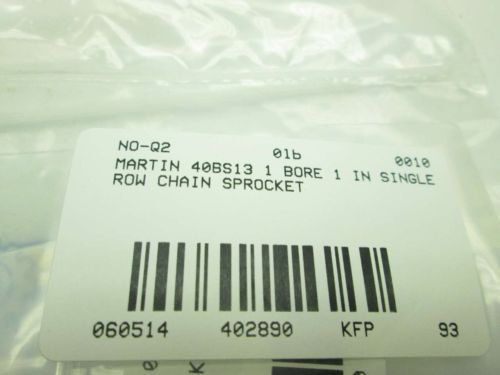 NO-Q2 01b 0010
MARTIN 40BS13 1 BORE 1 IN SINGLE
ROW CHAIN SPROCKET
060514 402890 KFP 93